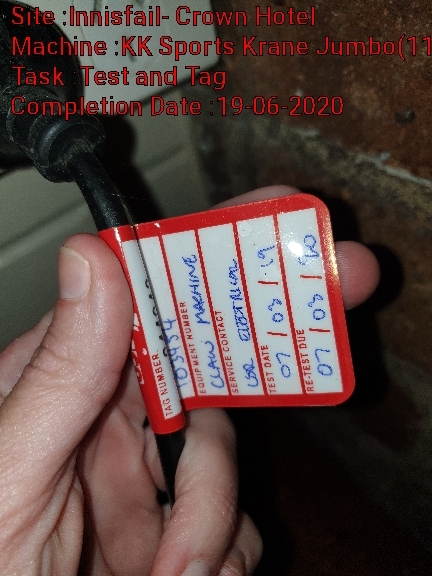 Site :Innisfail- Crown Hotel
Machine :KK Sports Krane Jumbo(11
Task :Test and Tag
Completion Date :19-06-2020
TAG NUMBER
EQUIPMENT NUMBER
CLAW MACHINE
SERVICE CONTACT
ELECTRICAL
TEST DATE
07 / 03 / 19
RE-TEST DUE
07 / 03 / 20